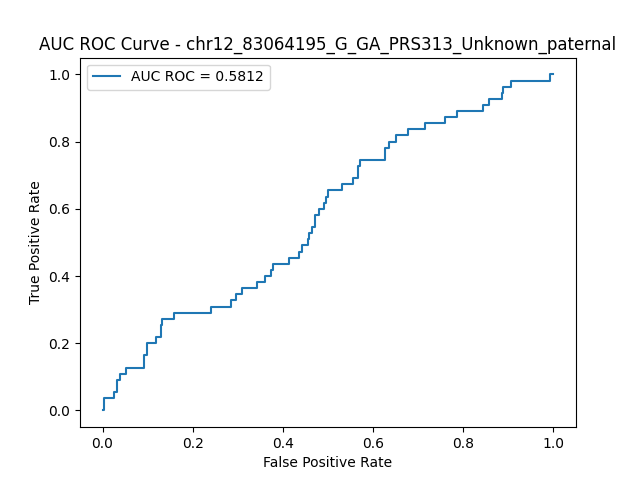 AUC ROC Curve - chr12_83064195_G_GA_PRS313_Unknown_paternal
AUC ROC = 0.5812
True Positive Rate
1.0
0.8
0.6
0.4
0.2
0.0
0.0 0.2 0.4 0.6 0.8 1.0
False Positive Rate